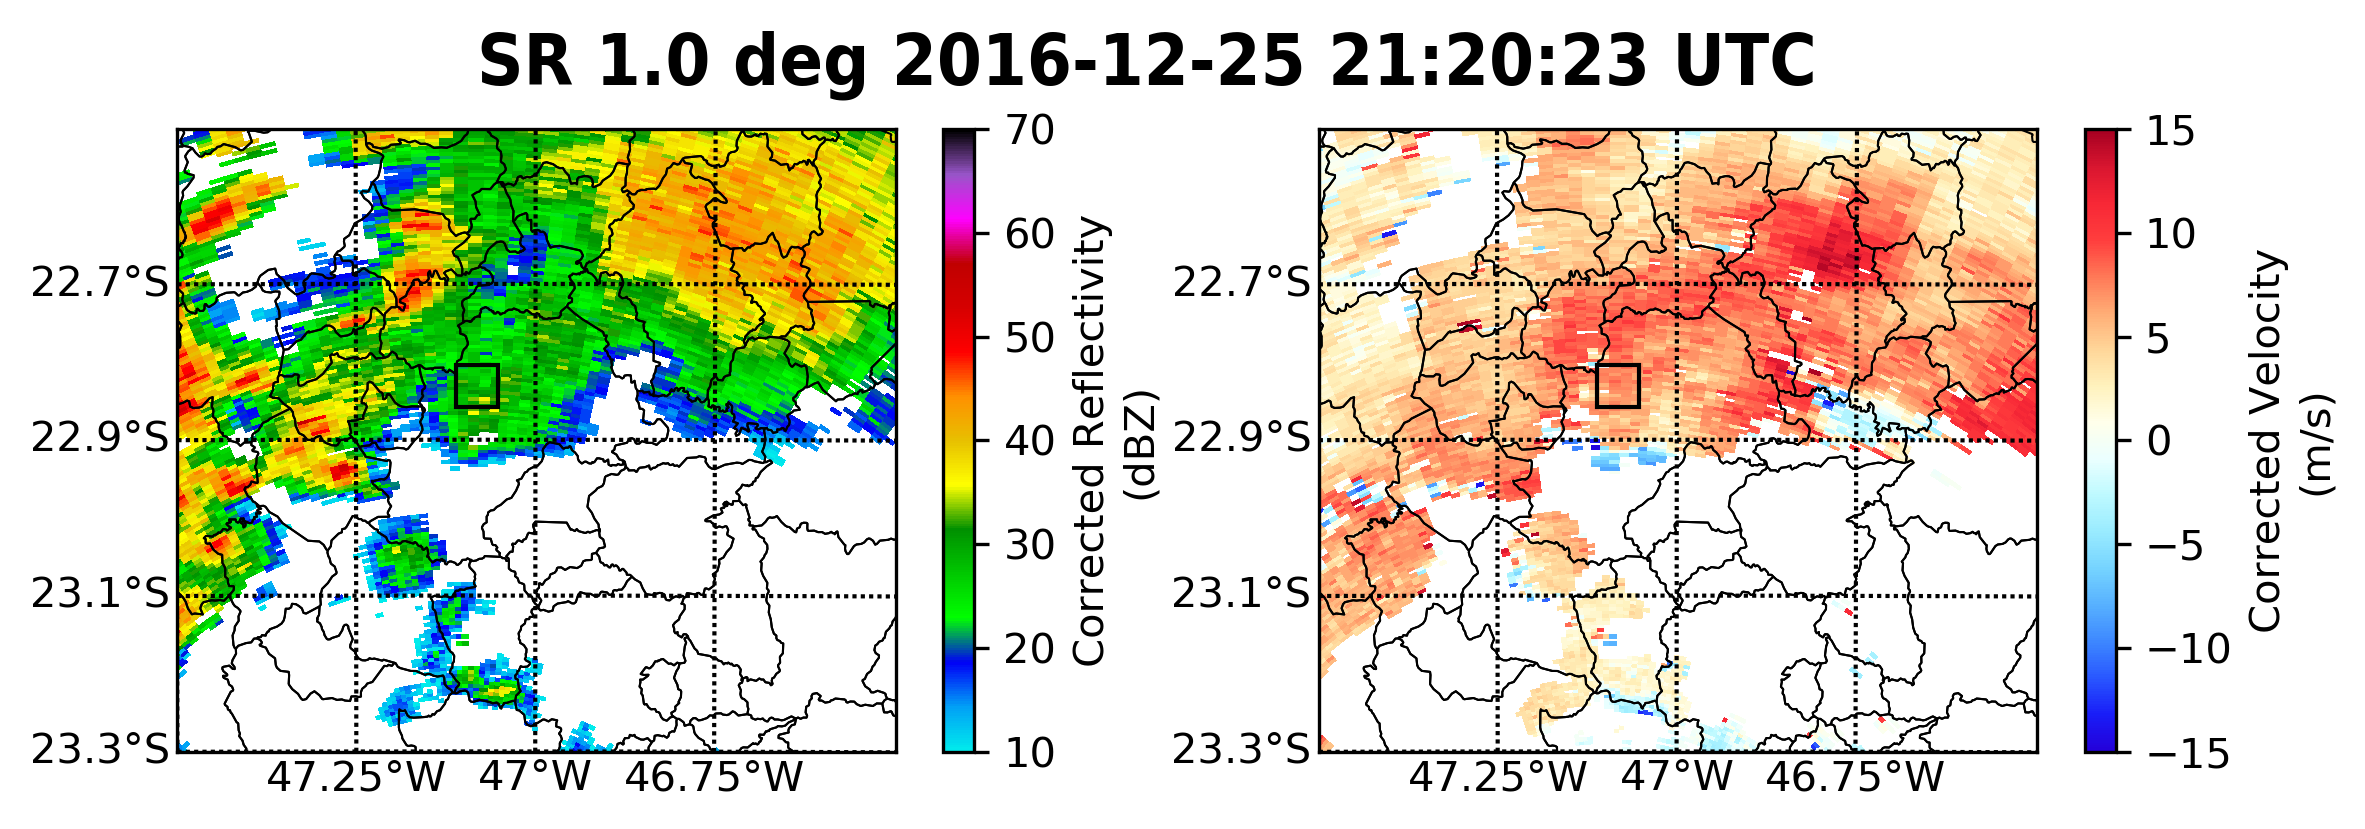 SR 1.0 deg 2016-12-25 21:20:23 UTC
22.7°S
22.9°S
23.1°S
23.3°S
47.25°W
47°W
46.75°W
70
60
50
40
30
20
10
Corrected Reflectivity
(dBZ)
22.7°S
22.9°S
23.1°S
23.3°S
47.25°W
47°W
46.75°W
15
10
5
0
−5
−10
−15
Corrected Velocity
(m/s)